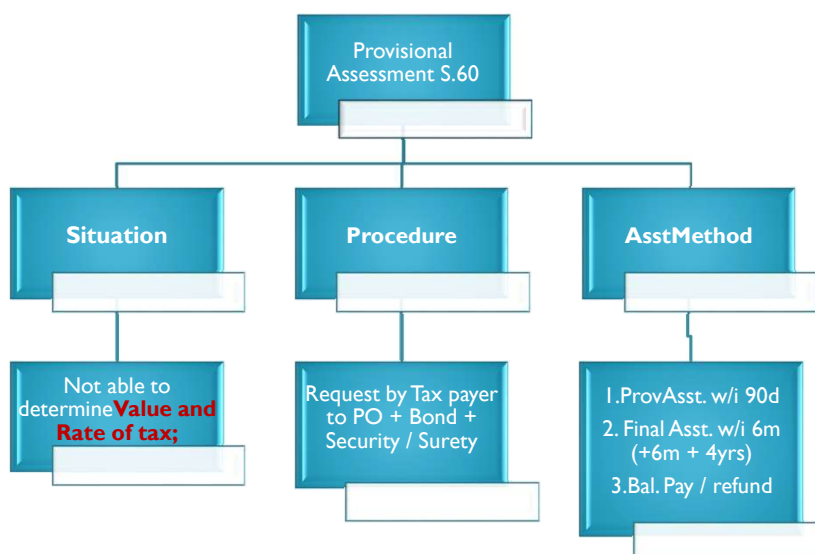 Provisional
Assessment S.60
Situation
Procedure
AsstMethod
Not able to
determineValue and
Rate of tax;
Request by Tax payer
to PO + Bond +
Security / Surety
1.ProvAsst. w/i 90d
2. Final Asst. w/i 6m
(+6m + 4yrs)
3.Bal. Pay / refund